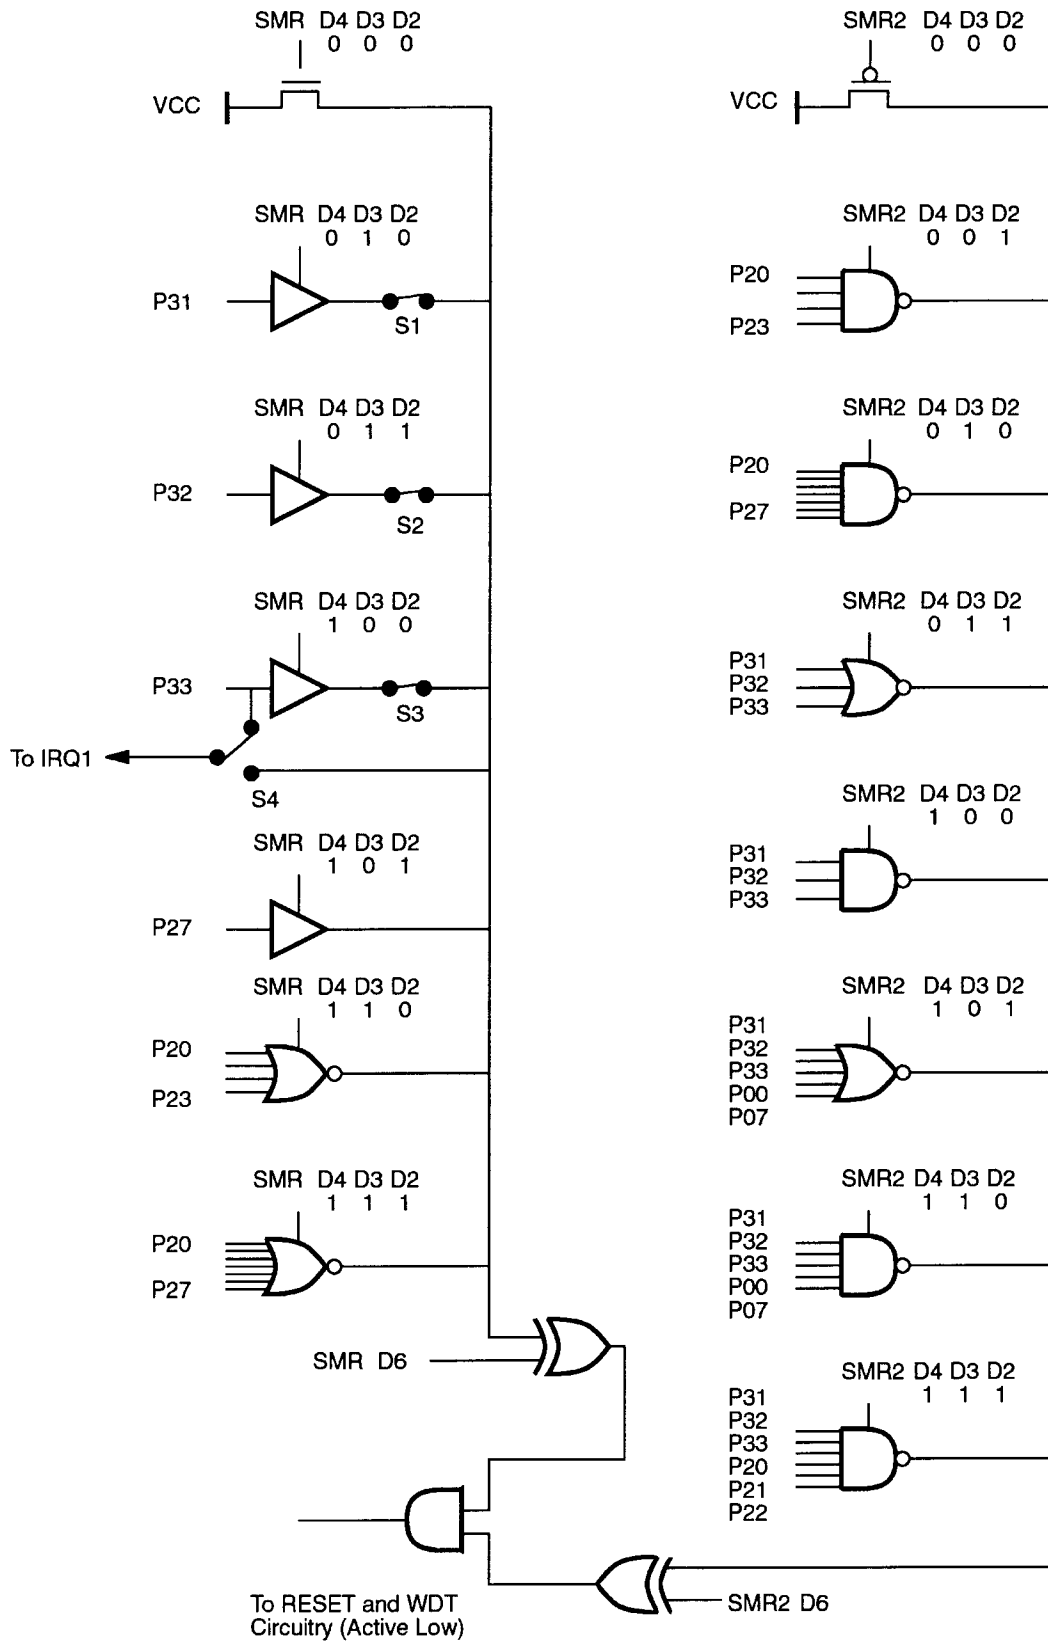 SMR D4 D3 D2
0 0 0
VCC
SMR D4 D3 D2
0 1 0
P31
S1
SMR D4 D3 D2
0 1 1
P32
S2
SMR D4 D3 D2
1 0 0
P33
S3
To IRQ1
S4
SMR D4 D3 D2
1 0 1
P27
SMR D4 D3 D2
1 1 0
P20
P23
SMR D4 D3 D2
1 1 1
P20
P27
SMR D6
To RESET and WDT
Circuitry (Active Low)
SMR2 D4 D3 D2
0 0 0
VCC
SMR2 D4 D3 D2
0 0 1
P20
P23
SMR2 D4 D3 D2
0 1 0
P20
P27
SMR2 D4 D3 D2
0 1 1
P31
P32
P33
SMR2 D4 D3 D2
1 0 0
P31
P32
P33
SMR2 D4 D3 D2
1 0 1
P31
P32
P33
P00
P07
SMR2 D4 D3 D2
1 1 0
P31
P32
P33
P00
P07
SMR2 D4 D3 D2
1 1 1
P31
P32
P33
P20
P21
P22
SMR2 D6